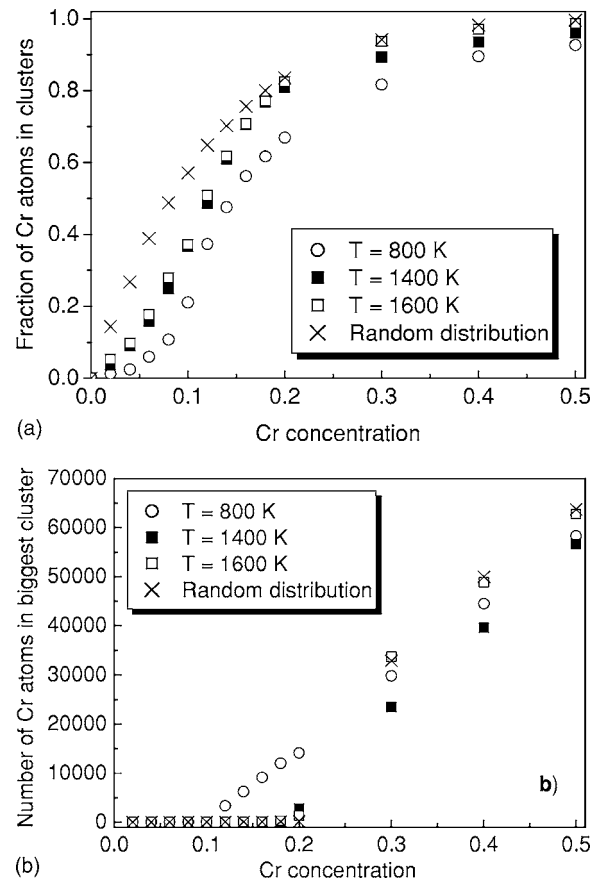 1.0
0.8
0.6
0.4
0.2
0.0
Fraction of Cr atoms in clusters
T = 800 K
T = 1400 K
T = 1600 K
Random distribution
0.0 0.1 0.2 0.3 0.4 0.5
(a)
Cr concentration
70000
60000
50000
40000
30000
20000
10000
0
Number of Cr atoms in biggest cluster
T = 800 K
T = 1400 K
T = 1600 K
Random distribution
b)
0.0 0.1 0.2 0.3 0.4 0.5
(b)
Cr concentration